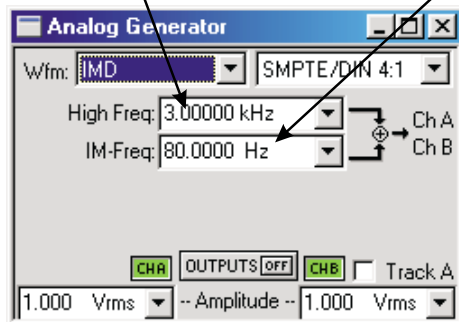 Analog Generator
Wfm: IMD SMPTE/DIN 4:1
High Freq: 3.00000 kHz Ch A
IM-Freq: 80.0000 Hz Ch B
CHA OUTPUTS OFF CHB Track A
1.000 Vrms -- Amplitude -- 1.000 Vrms